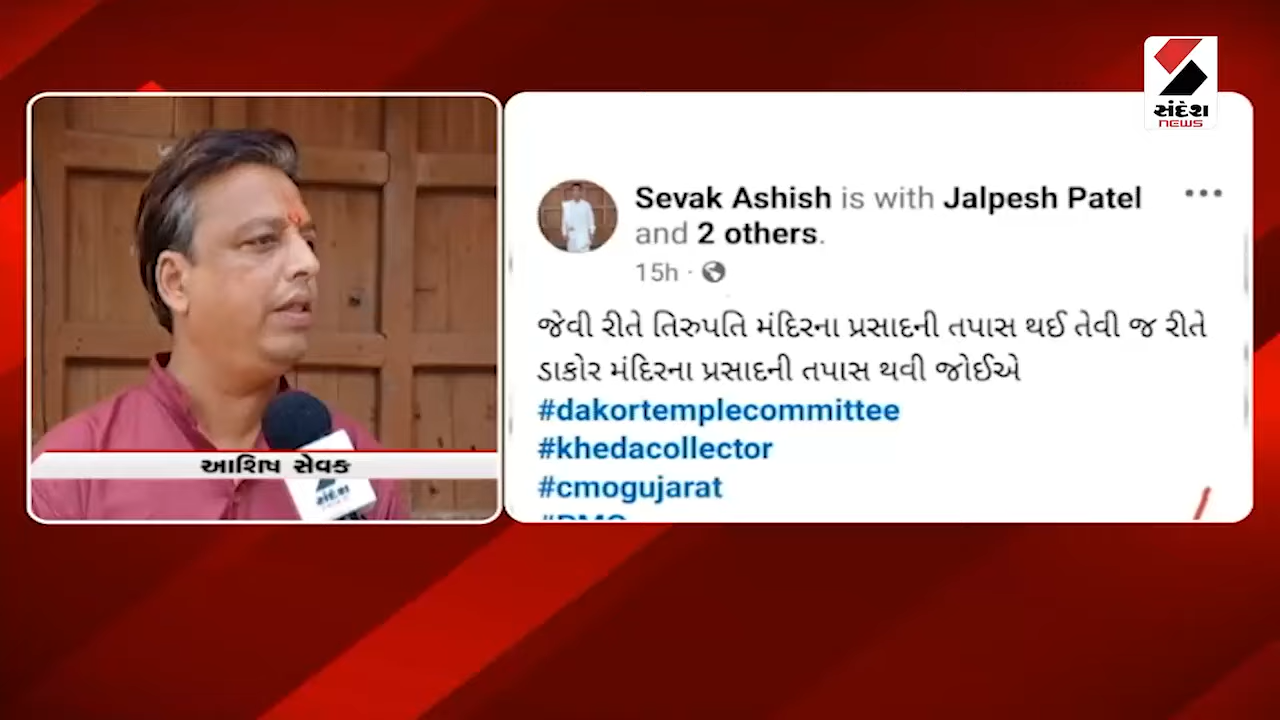 સંદેશ
NEWS
આશિષ સેવક
સંદેશ
Sevak Ashish is with Jalpesh Patel
and 2 others.
15h ·
જેવી રીતે તિરુપતિ મંદિરના પ્રસાદની તપાસ થઈ તેવી જ રીતે
ડાકોર મંદિરના પ્રસાદની તપાસ થવી જોઈએ
#dakortemplecommittee
#khedacollector
#cmogujarat